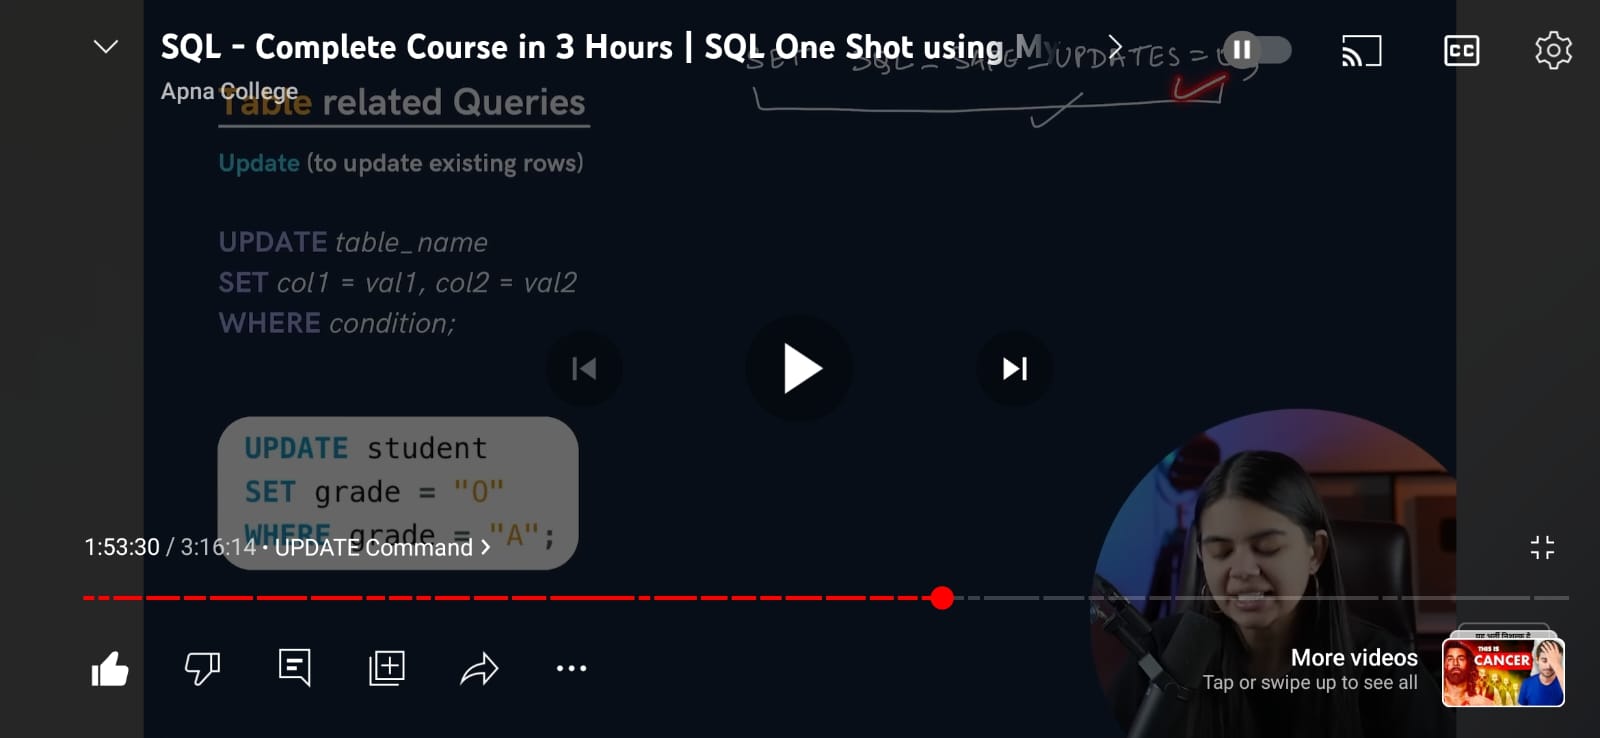 SQL - Complete Course in 3 Hours | SQL One Shot using My
Apna College
SET SQL_SAFE_UPDATES = 0;
Table related Queries
Update (to update existing rows)
UPDATE table_name
SET col1 = val1, col2 = val2
WHERE condition;
UPDATE student
SET grade = "O"
WHERE grade = "A";
1:53:30 / 3:16:14 · UPDATE Command >
CC
More videos
Tap or swipe up to see all
THIS IS
CANCER